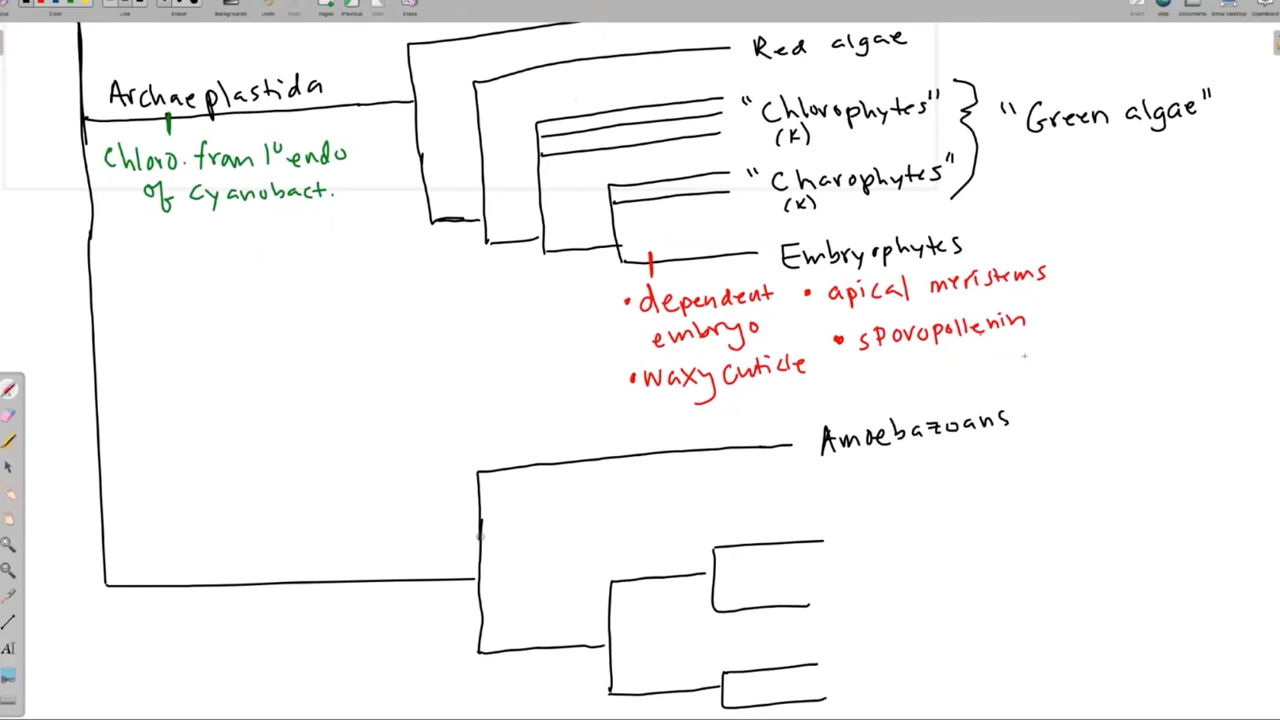 Red algae
Archaeplastida
"Chlorophytes"
(K)
"Green algae"
Chloro. from 1° endo
of cyanobact.
"Charophytes"
(K)
Embryophytes
• dependent
embryo
• waxy cuticle
• apical meristems
• sporopollenin
Amoebazoans